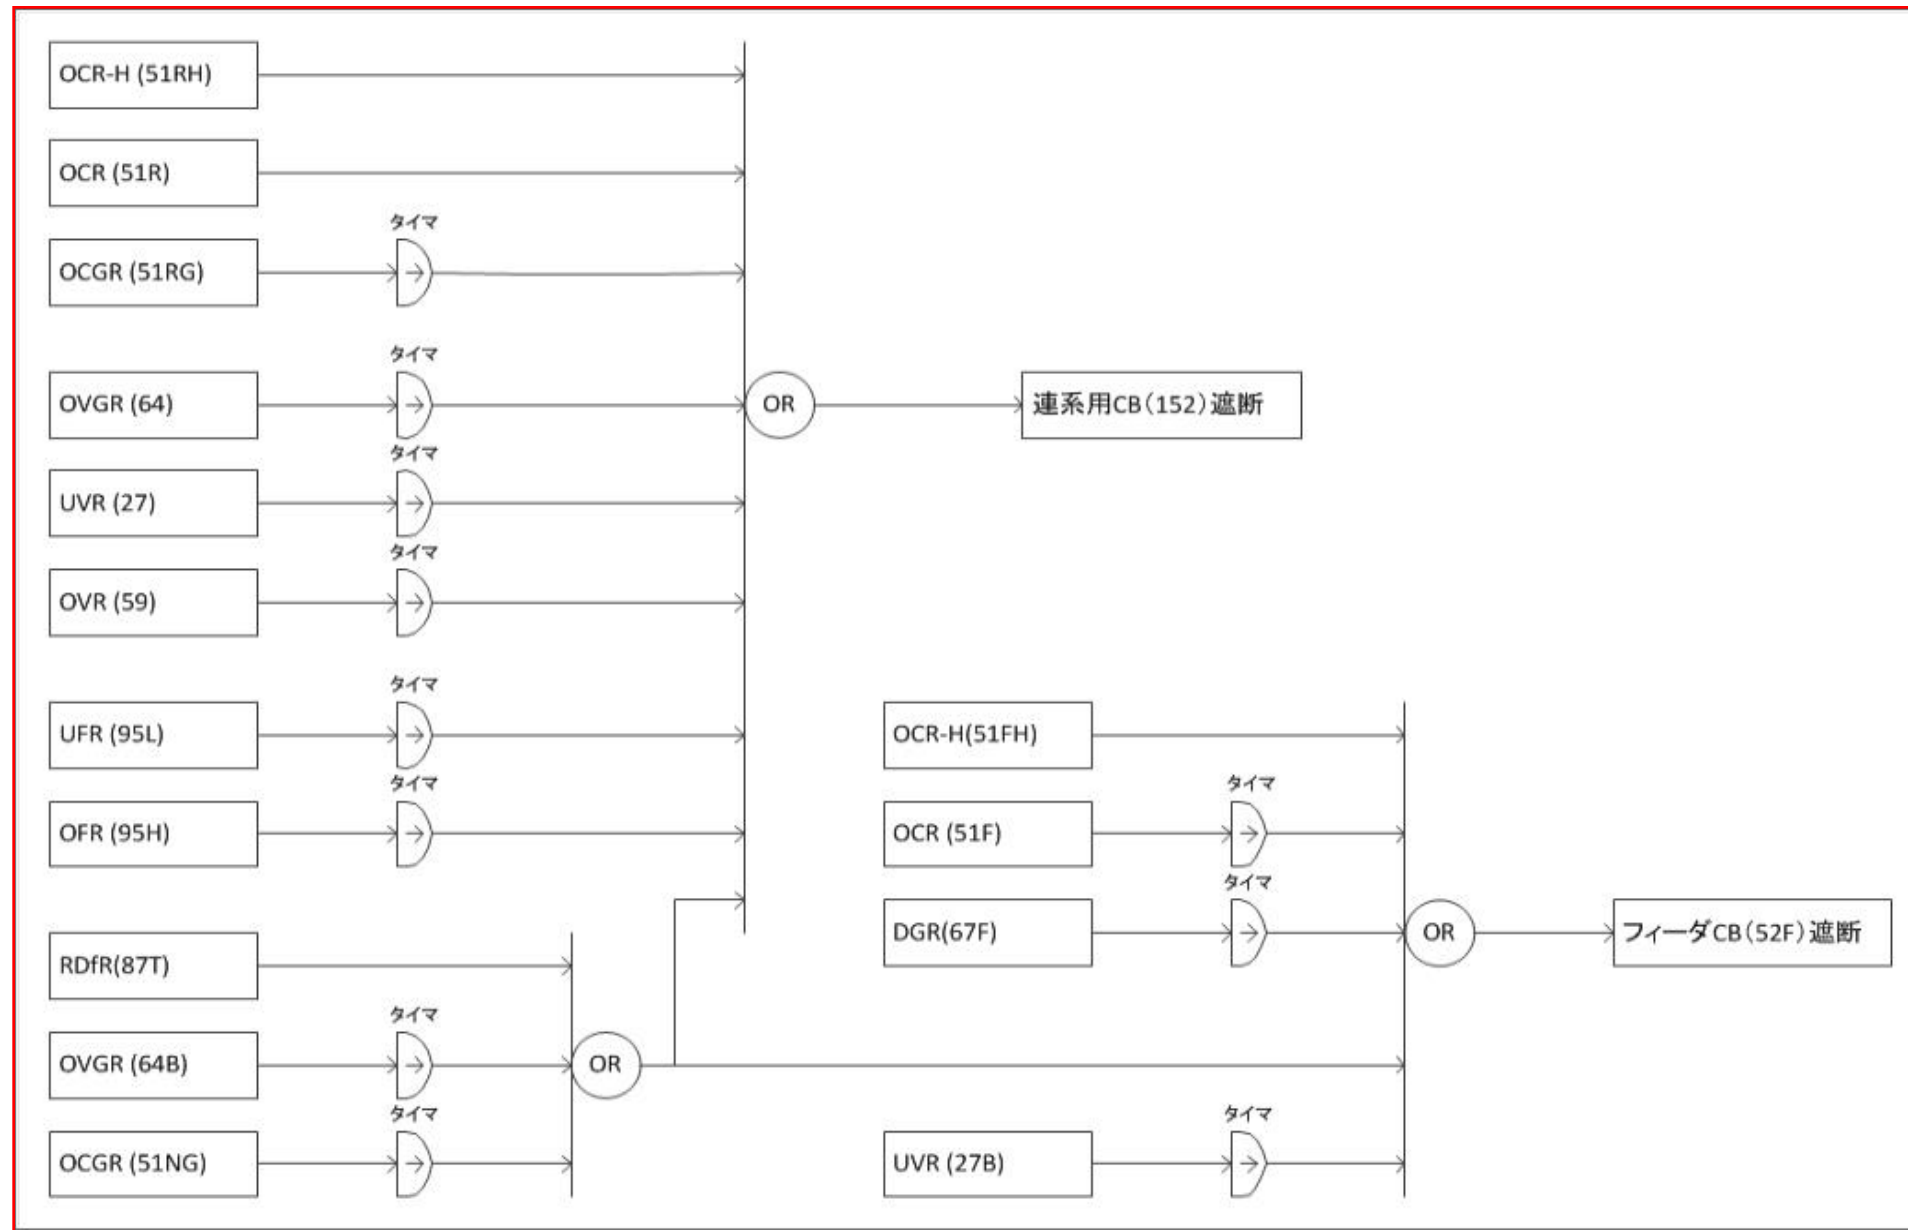 OCR-H (51RH)
OCR (51R)
タイマ
OCGR (51RG)
タイマ
OVGR (64)
OR
連系用CB（152）遮断
タイマ
UVR (27)
タイマ
OVR (59)
タイマ
UFR (95L)
OCR-H(51FH)
タイマ
タイマ
OFR (95H)
OCR (51F)
タイマ
DGR(67F)
OR
フィーダCB（52F）遮断
RDfR(87T)
タイマ
OVGR (64B)
OR
タイマ
タイマ
OCGR (51NG)
UVR (27B)